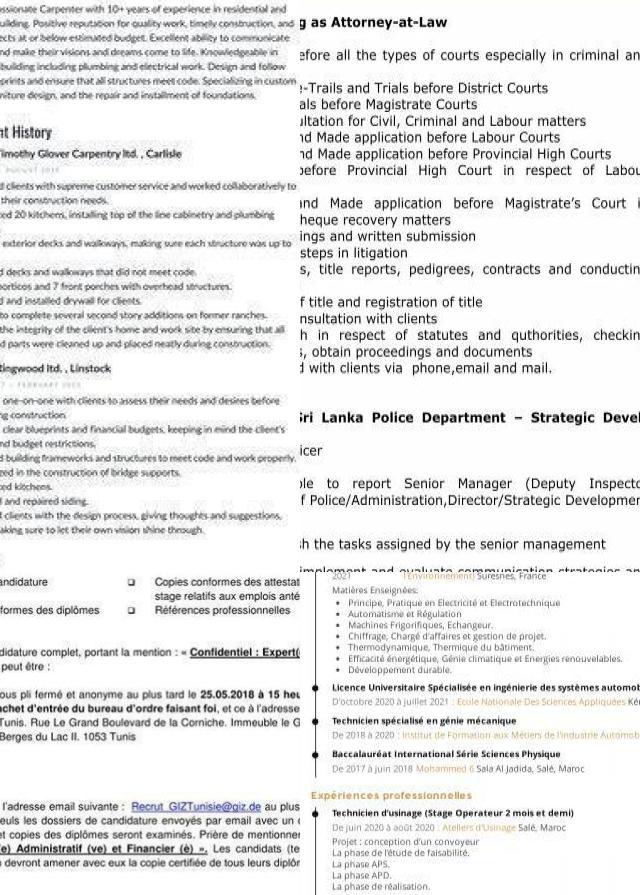 ssionate Carpenter with 10+ years of experience in residential and
uilding. Positive reputation for quality work, timely construction, and
ects at or below estimated budget. Excellent ability to communicate
nd make their visions and dreams come to life. Knowledgeable in
building including plumbing and electrical work. Design and follow
prints and ensure that all structures meet code. Specializing in custom
niture design, and the repair and installment of foundations.
nt History
Timothy Glover Carpentry ltd. , Carlisle
d clients with supreme customer service and worked collaboratively to
their construction needs.
ed 20 kitchens, installing top of the line cabinetry and plumbing
exterior decks and walkways, making sure each structure was up to
d decks and walkways that did not meet code.
orticos and 7 front porches with overhead structures.
d and installed drywall for clients.
to complete several second story additions on former ranches.
the integrity of the client's home and work site by ensuring that all
d parts were cleaned up and placed neatly during construction.
tingwood ltd. , Linstock
one-on-one with clients to assess their needs and desires before
ng construction.
clear blueprints and financial budgets, keeping in mind the client's
nd budget restrictions.
d building frameworks and structures to meet code and work properly.
zed in the construction of bridge supports.
ed kitchens.
l and repaired siding.
t clients with the design process, giving thoughts and suggestions,
aking sure to let their own vision shine through.
g as Attorney-at-Law
efore all the types of courts especially in criminal an
e-Trails and Trials before District Courts
als before Magistrate Courts
ultation for Civil, Criminal and Labour matters
nd Made application before Labour Courts
nd Made application before Provincial High Courts
before Provincial High Court in respect of Labou
and Made application before Magistrate's Court i
heque recovery matters
ings and written submission
steps in litigation
s, title reports, pedigrees, contracts and conductin
f title and registration of title
nsultation with clients
h in respect of statutes and quthorities, checkin
s, obtain proceedings and documents
d with clients via phone,email and mail.
Sri Lanka Police Department – Strategic Devel
icer
ble to report Senior Manager (Deputy Inspecto
f Police/Administration,Director/Strategic Developmen
sh the tasks assigned by the senior management
implement and evaluate communication strategies an
andidature
formes des diplômes
Copies conformes des attestat
stage relatifs aux emplois anté
Références professionnelles
didature complet, portant la mention : « Confidentiel : Expert(
peut être :
ous pli fermé et anonyme au plus tard le 25.05.2018 à 15 heu
achet d'entrée du bureau d'ordre faisant foi, et ce à l'adresse
Tunis. Rue Le Grand Boulevard de la Corniche. Immeuble le G
Berges du Lac II. 1053 Tunis
l'adresse email suivante : Recrut_GIZTunisie@giz.de au plus
euls les dossiers de candidature envoyés par email avec un
et copies des diplômes seront examinés. Prière de mentionner
e) Administratif (ve) et Financier (è) ». Les candidats (te
devront amener avec eux la copie certifiée de tous leurs diplôr
2021 l'Environnement) Suresnes, France
Matières Enseignées:
• Principe, Pratique en Electricité et Electrotechnique
• Automatisme et Régulation
• Machines Frigorifiques, Echangeur.
• Chiffrage, Chargé d'affaires et gestion de projet.
• Thermodynamique, Thermique du bâtiment.
• Efficacité énergétique, Génie climatique et Energies renouvelables.
• Développement durable.
Licence Universitaire Spécialisée en ingénierie des systèmes automob
D'octobre 2020 à juillet 2021 : Ecole Nationale Des Sciences Appliquées Ké
Technicien spécialisé en génie mécanique
De 2018 à 2020 : Institut de Formation aux Métiers de l'industrie Automob
Baccalauréat International Série Sciences Physique
De 2017 à juin 2018 Mohammed 6 Sala Al Jadida, Salé, Maroc
Expériences professionnelles
Technicien d'usinage (Stage Operateur 2 mois et demi)
De juin 2020 à août 2020 : Ateliers d'Usinage Salé, Maroc
Projet : conception d'un convoyeur
La phase de l'étude de faisabilité.
La phase APS.
La phase APD.
La phase de réalisation.